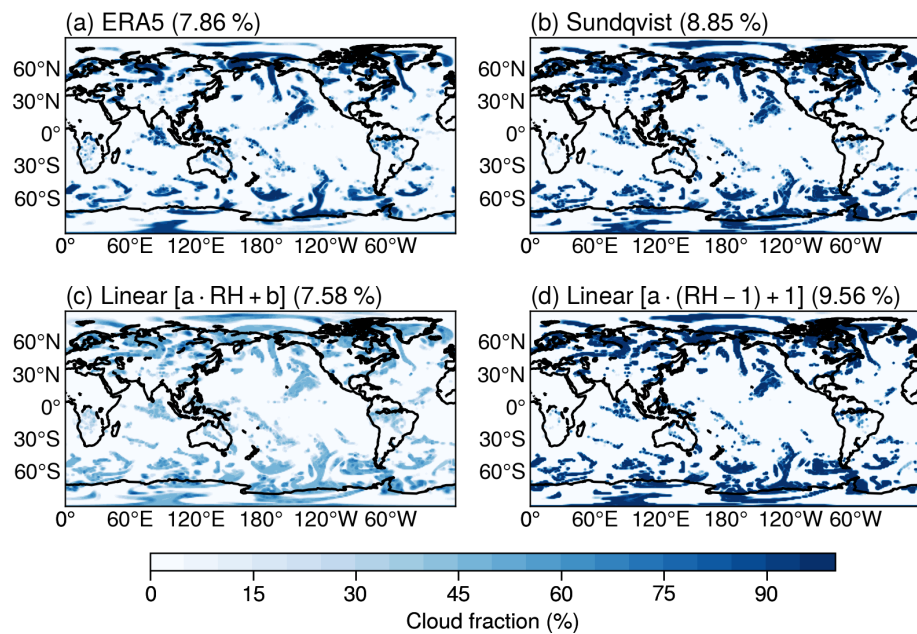 (a) ERA5 (7.86 %)
(b) Sundqvist (8.85 %)
60°N
30°N
0°
30°S
60°S
0° 60°E 120°E 180° 120°W 60°W
60°N
30°N
0°
30°S
60°S
0° 60°E 120°E 180° 120°W 60°W
(c) Linear [a · RH + b] (7.58 %)
(d) Linear [a · (RH − 1) + 1] (9.56 %)
60°N
30°N
0°
30°S
60°S
0° 60°E 120°E 180° 120°W 60°W
60°N
30°N
0°
30°S
60°S
0° 60°E 120°E 180° 120°W 60°W
0 15 30 45 60 75 90
Cloud fraction (%)